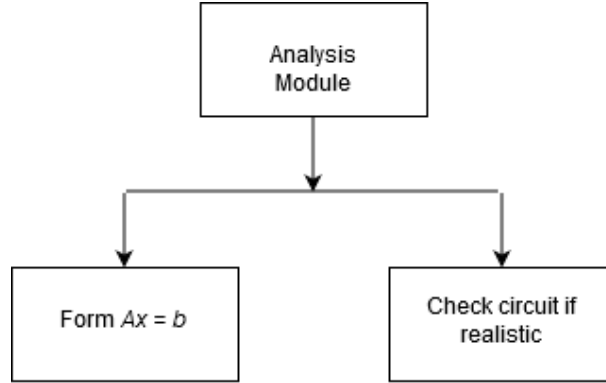 Analysis
Module
Form Ax = b
Check circuit if
realistic